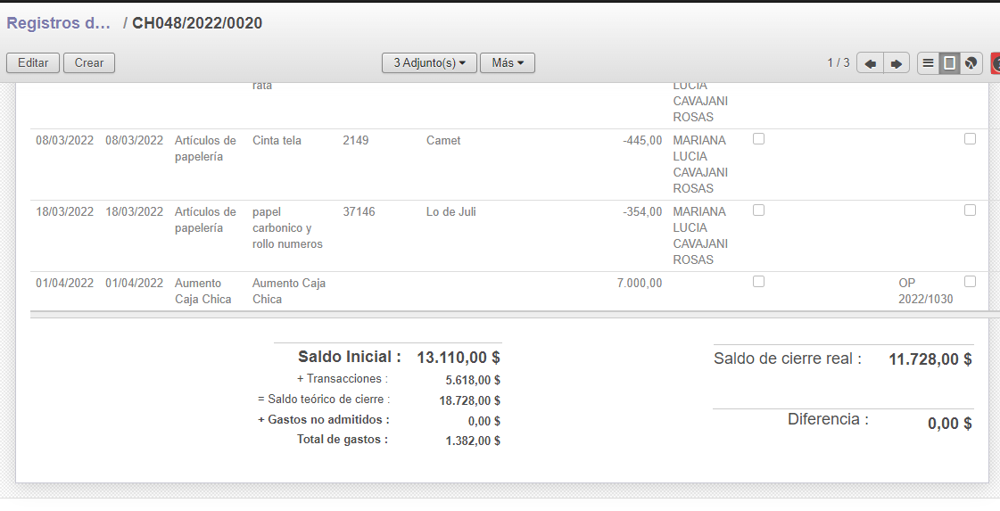 Registros d... / CH048/2022/0020
Editar Crear 3 Adjunto(s) Más 1 / 3
rata LUCIA
CAVAJANI
ROSAS
08/03/2022 08/03/2022 Artículos de Cinta tela 2149 Camet -445,00 MARIANA
papelería LUCIA
CAVAJANI
ROSAS
18/03/2022 18/03/2022 Artículos de papel 37146 Lo de Juli -354,00 MARIANA
papelería carbonico y LUCIA
rollo numeros CAVAJANI
ROSAS
01/04/2022 01/04/2022 Aumento Aumento Caja 7.000,00 OP
Caja Chica Chica 2022/1030
Saldo Inicial : 13.110,00 $ Saldo de cierre real : 11.728,00 $
+ Transacciones : 5.618,00 $
= Saldo teórico de cierre : 18.728,00 $
+ Gastos no admitidos : 0,00 $ Diferencia : 0,00 $
Total de gastos : 1.382,00 $